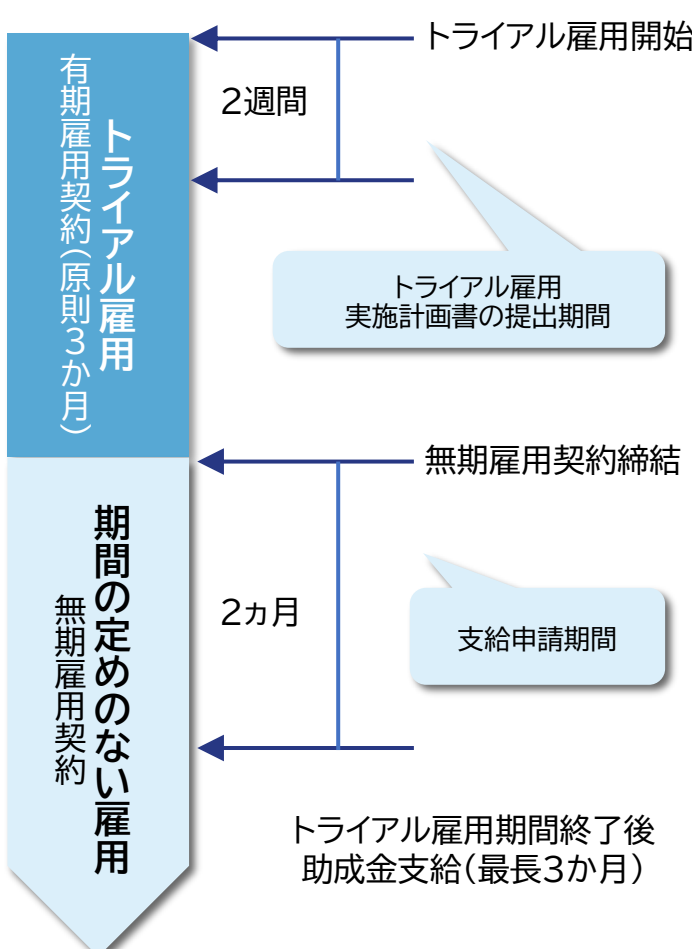 トライアル雇用開始
2週間
トライアル雇用
有期雇用契約(原則3か月)
トライアル雇用
実施計画書の提出期間
無期雇用契約締結
2ヵ月
支給申請期間
期間の定めのない雇用
無期雇用契約
トライアル雇用期間終了後
助成金支給(最長3か月)